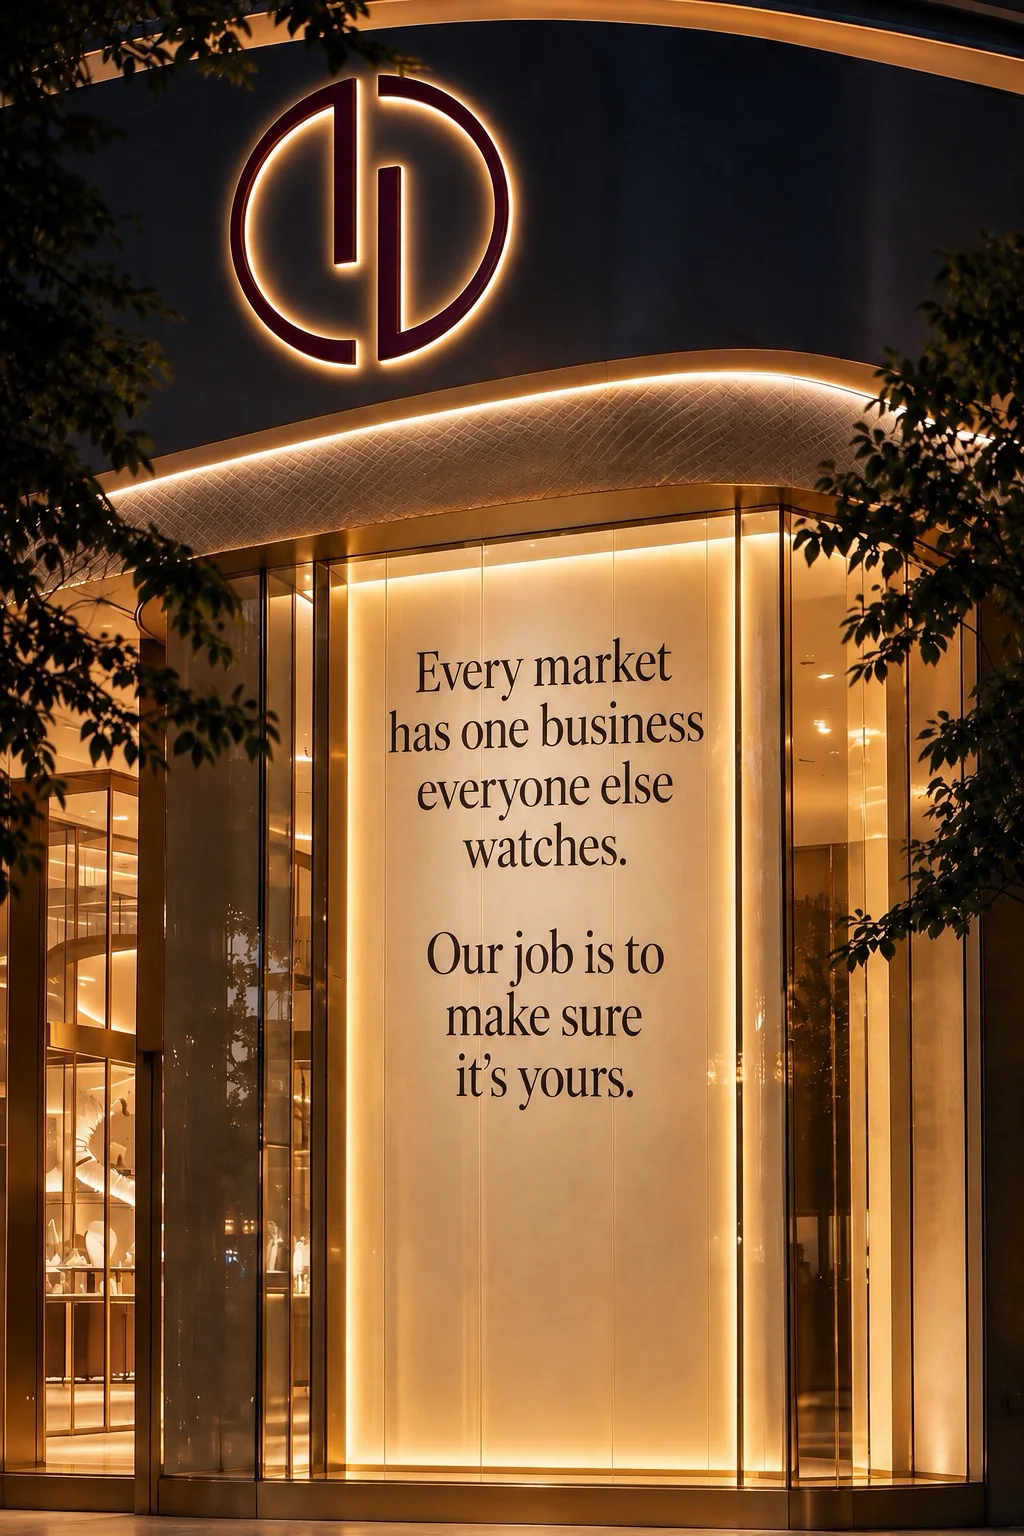 Every market
has one business
everyone else
watches.
Our job is to
make sure
it’s yours.